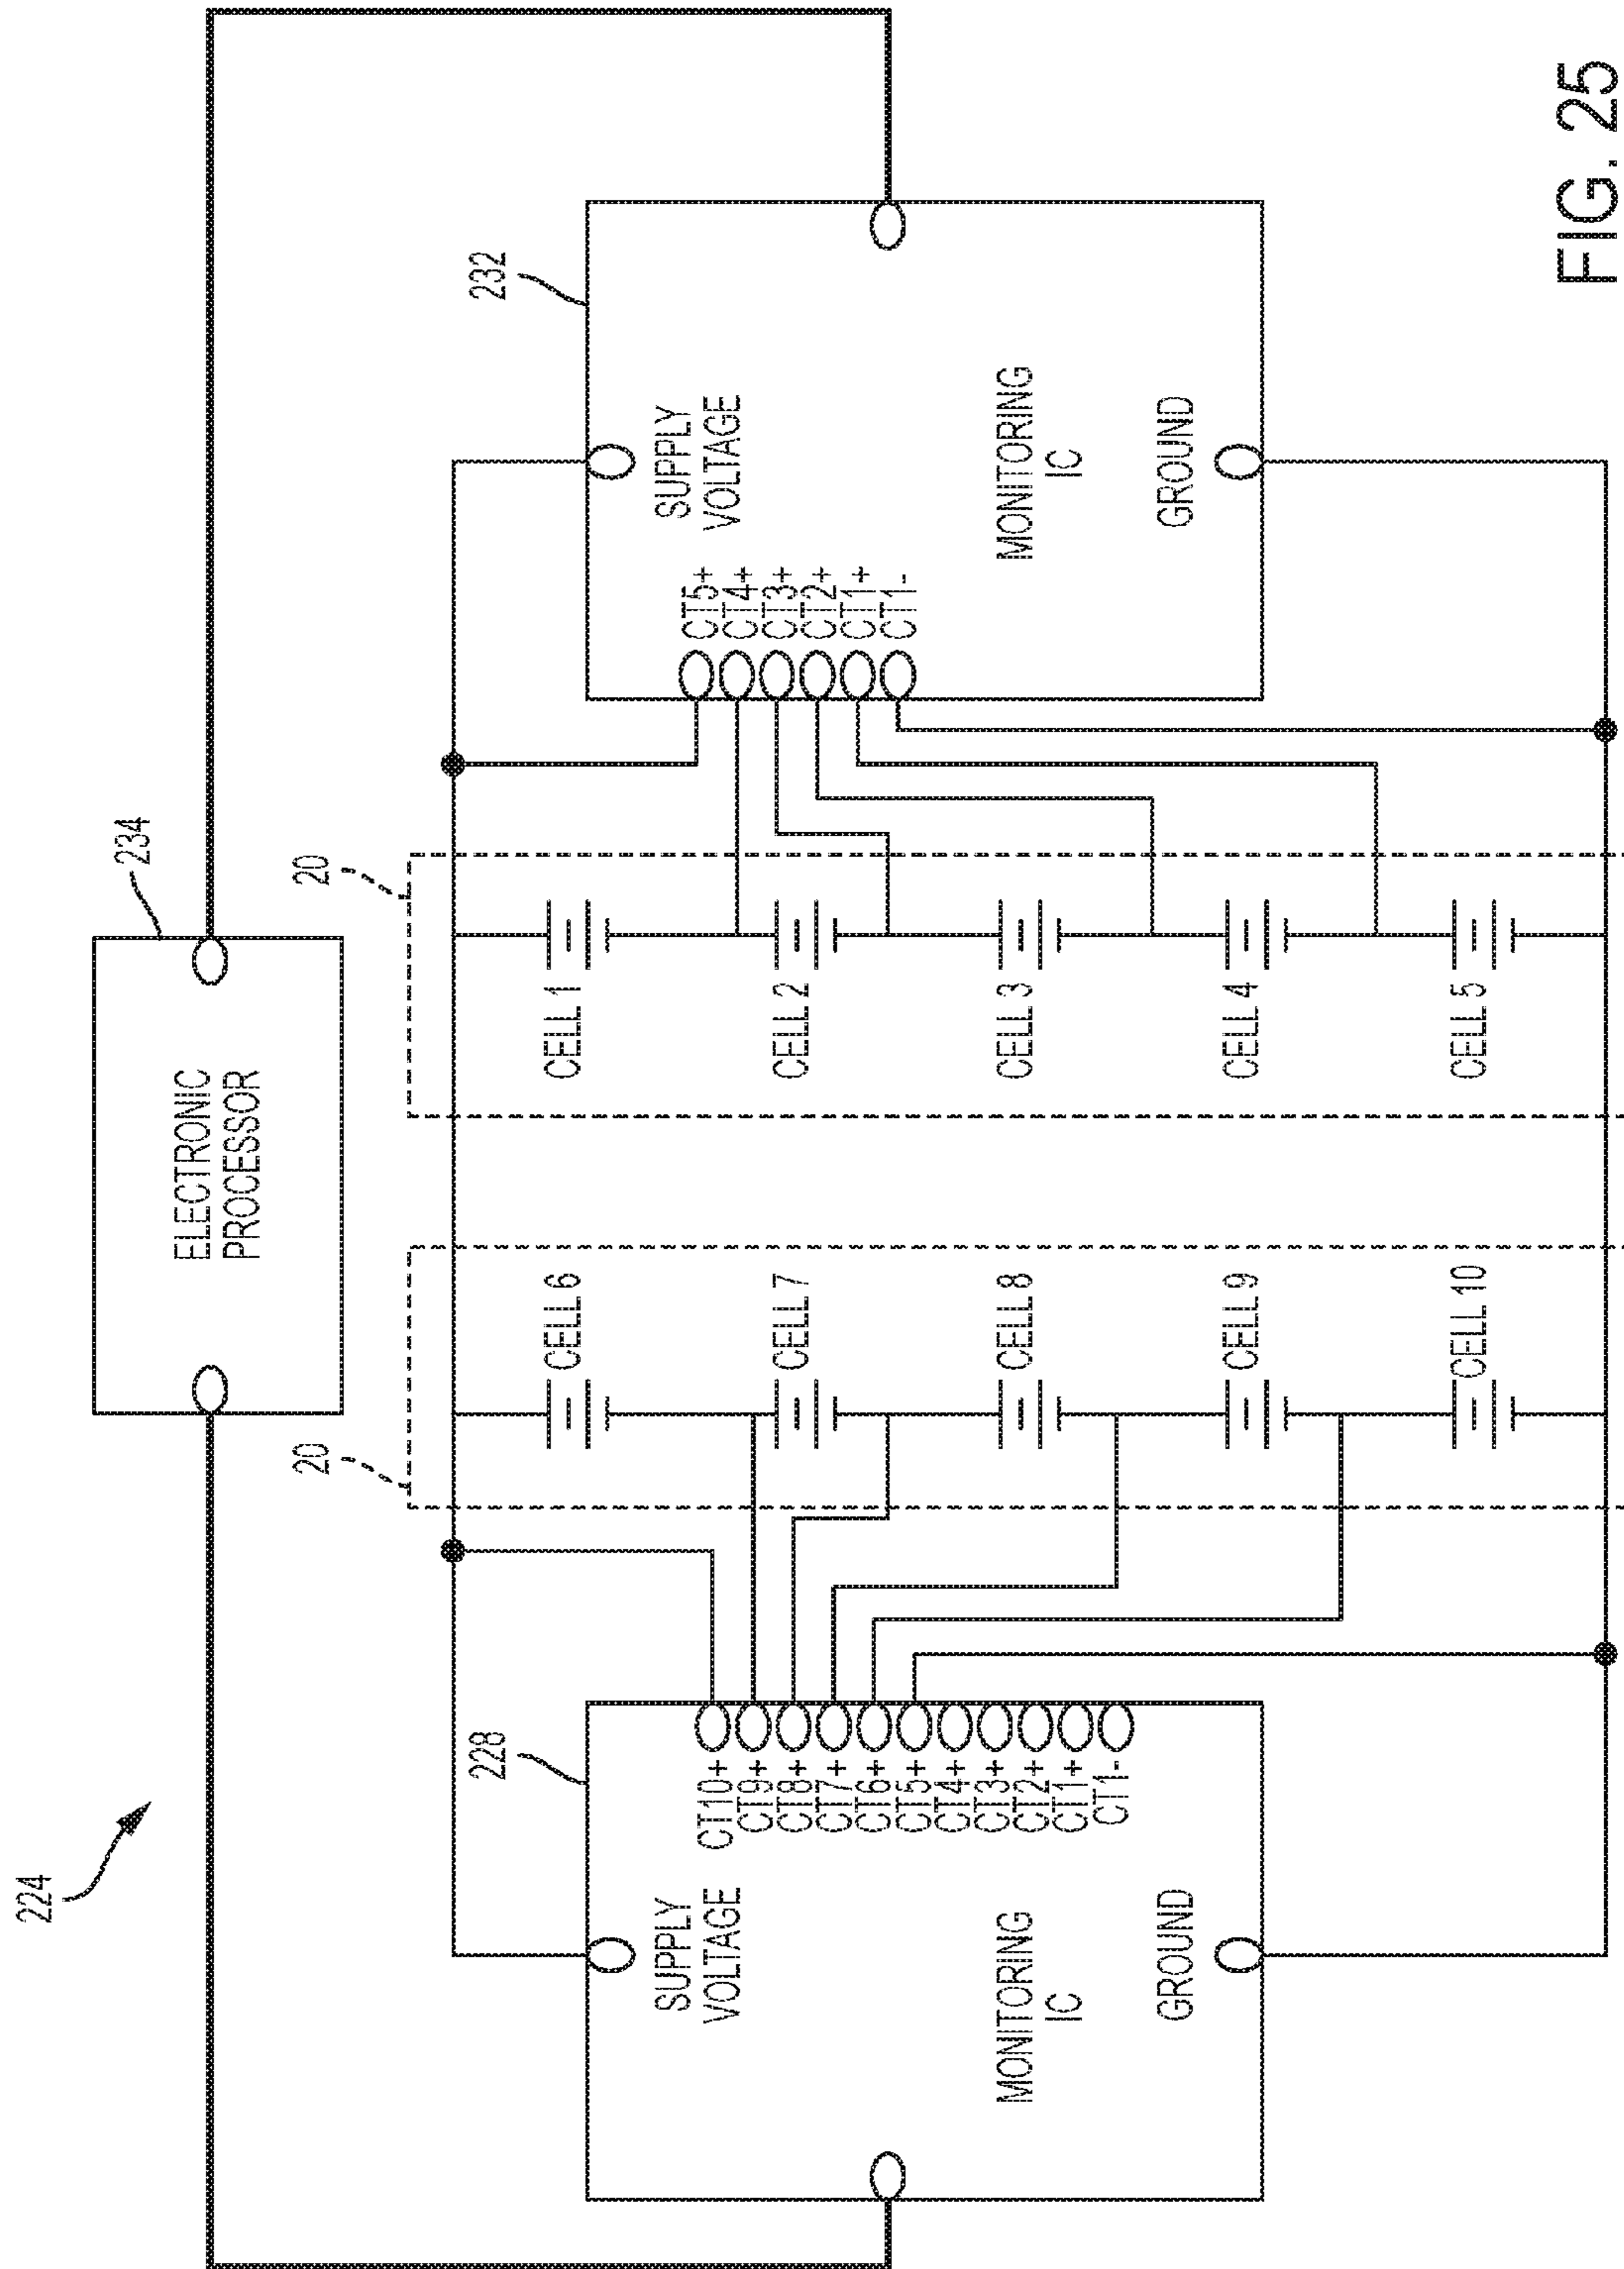 224
234
ELECTRONIC
PROCESSOR
20
20
228
232
SUPPLY
VOLTAGE
CT10+
CT9+
CT8+
CT7+
CT6+
CT5+
CT4+
CT3+
CT2+
CT1+
CT1-
MONITORING
IC
GROUND
CELL 6
CELL 7
CELL 8
CELL 9
CELL 10
CELL 1
CELL 2
CELL 3
CELL 4
CELL 5
CT5+
CT4+
CT3+
CT2+
CT1+
CT1-
SUPPLY
VOLTAGE
MONITORING
IC
GROUND
FIG. 25